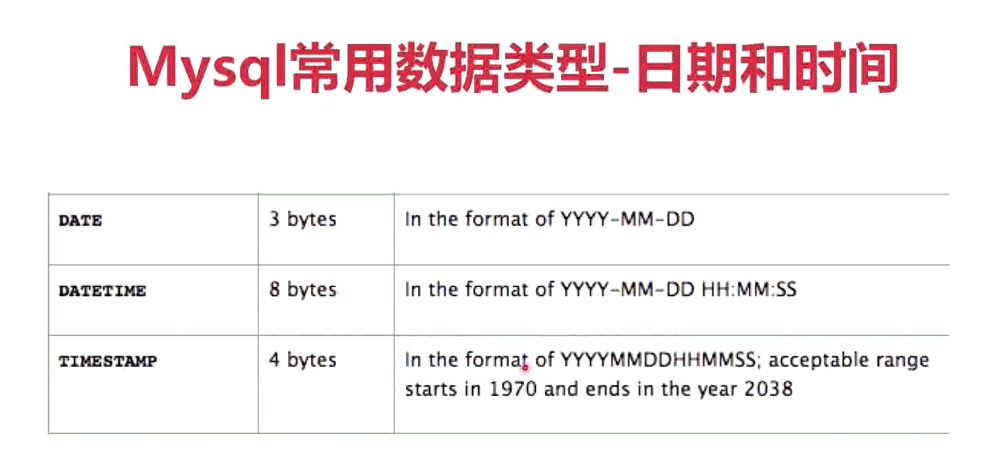 Mysql常用数据类型-日期和时间
DATE 3 bytes In the format of YYYY-MM-DD
DATETIME 8 bytes In the format of YYYY-MM-DD HH:MM:SS
TIMESTAMP 4 bytes In the format of YYYYMMDDHHMMSS; acceptable range
starts in 1970 and ends in the year 2038